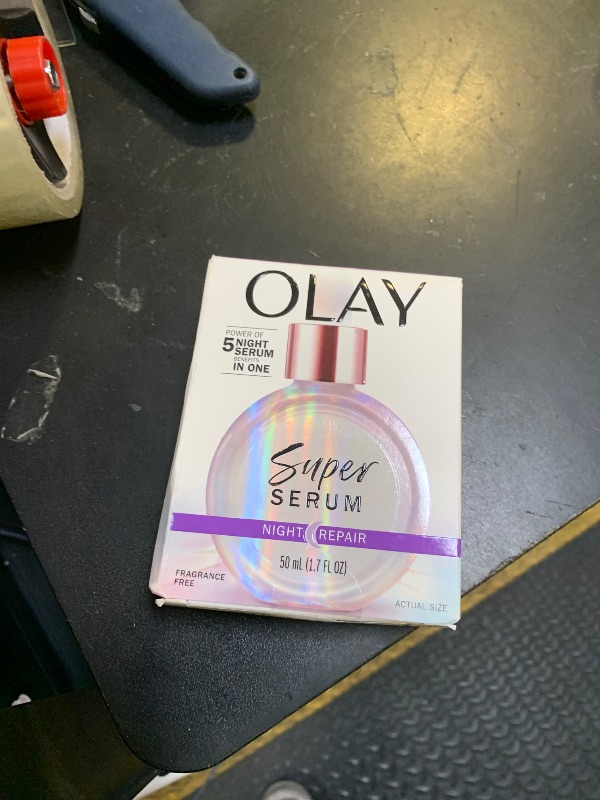 OLAY
POWER OF
5 NIGHT
SERUM
BENEFITS
IN ONE
Super
SERUM
NIGHT REPAIR
50 mL (1.7 FL OZ)
FRAGRANCE
FREE
ACTUAL SIZE